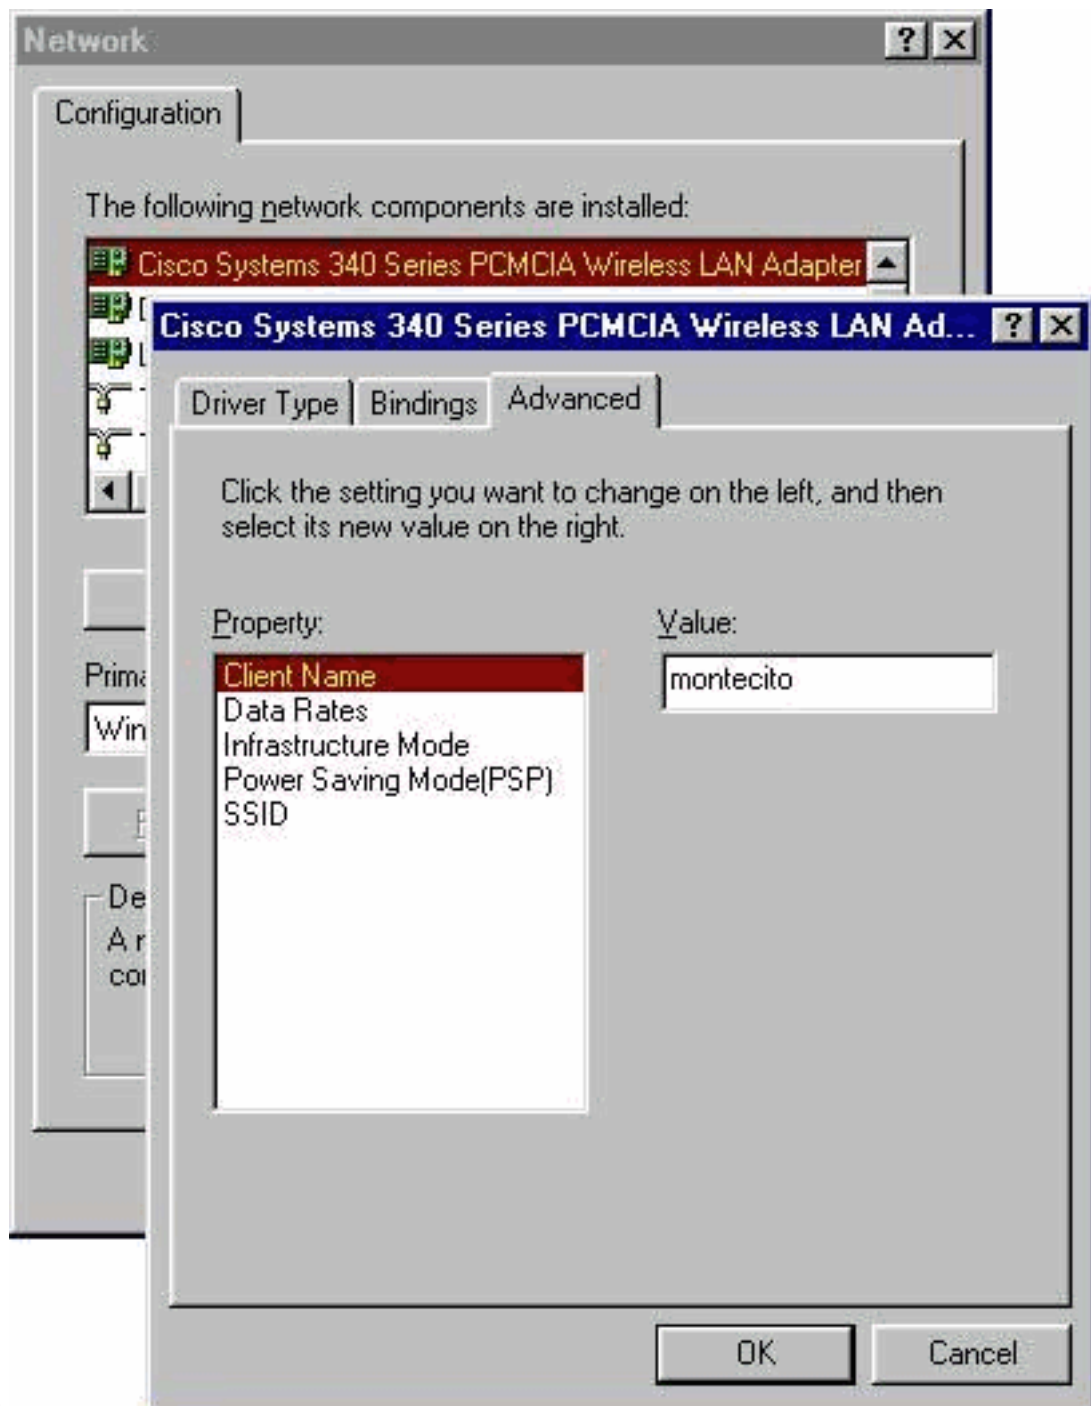 Network
Configuration
The following network components are installed:
Cisco Systems 340 Series PCMCIA Wireless LAN Adapter
Cisco Systems 340 Series PCMCIA Wireless LAN Ad...
Driver Type
Bindings
Advanced
Click the setting you want to change on the left, and then
select its new value on the right.
Property:
Client Name
Data Rates
Infrastructure Mode
Power Saving Mode(PSP)
SSID
Value:
montecito
Prima
Win
De
A r
OK
Cancel